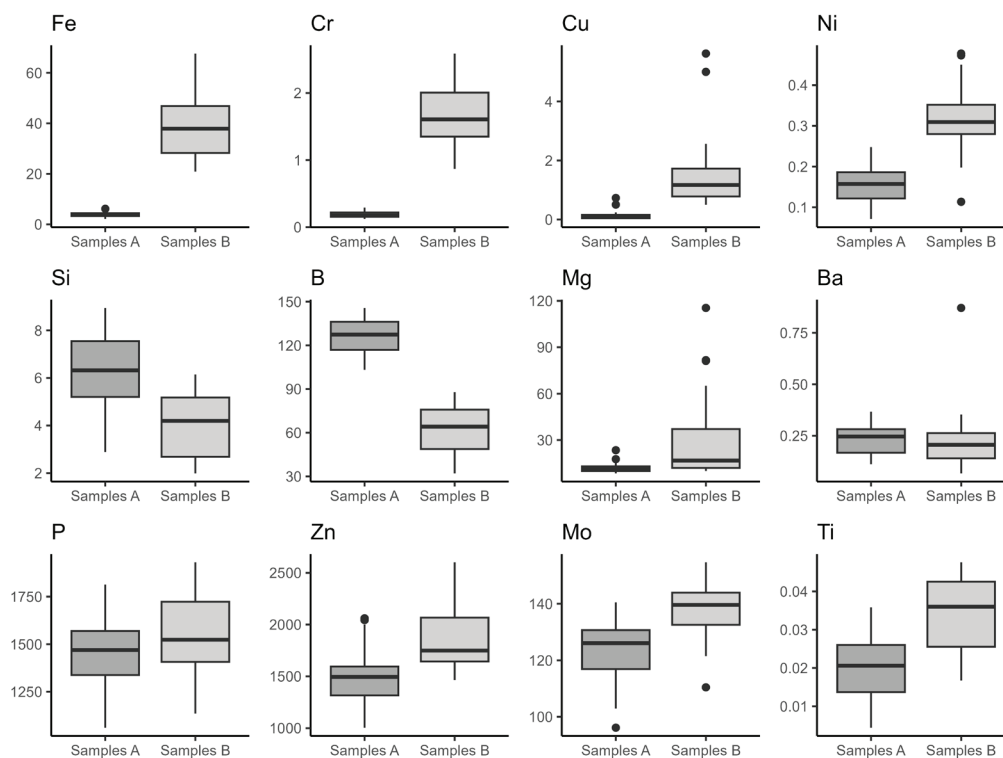 Fe Cr Cu Ni
60
40
20
0
Samples A Samples B
2
1
0
Samples A Samples B
4
2
0
Samples A Samples B
0.4
0.3
0.2
0.1
Samples A Samples B
Si B Mg Ba
8
6
4
2
Samples A Samples B
150
120
90
60
30
Samples A Samples B
120
90
60
30
Samples A Samples B
0.75
0.50
0.25
Samples A Samples B
P Zn Mo Ti
1750
1500
1250
Samples A Samples B
2500
2000
1500
1000
Samples A Samples B
140
120
100
Samples A Samples B
0.04
0.03
0.02
0.01
Samples A Samples B